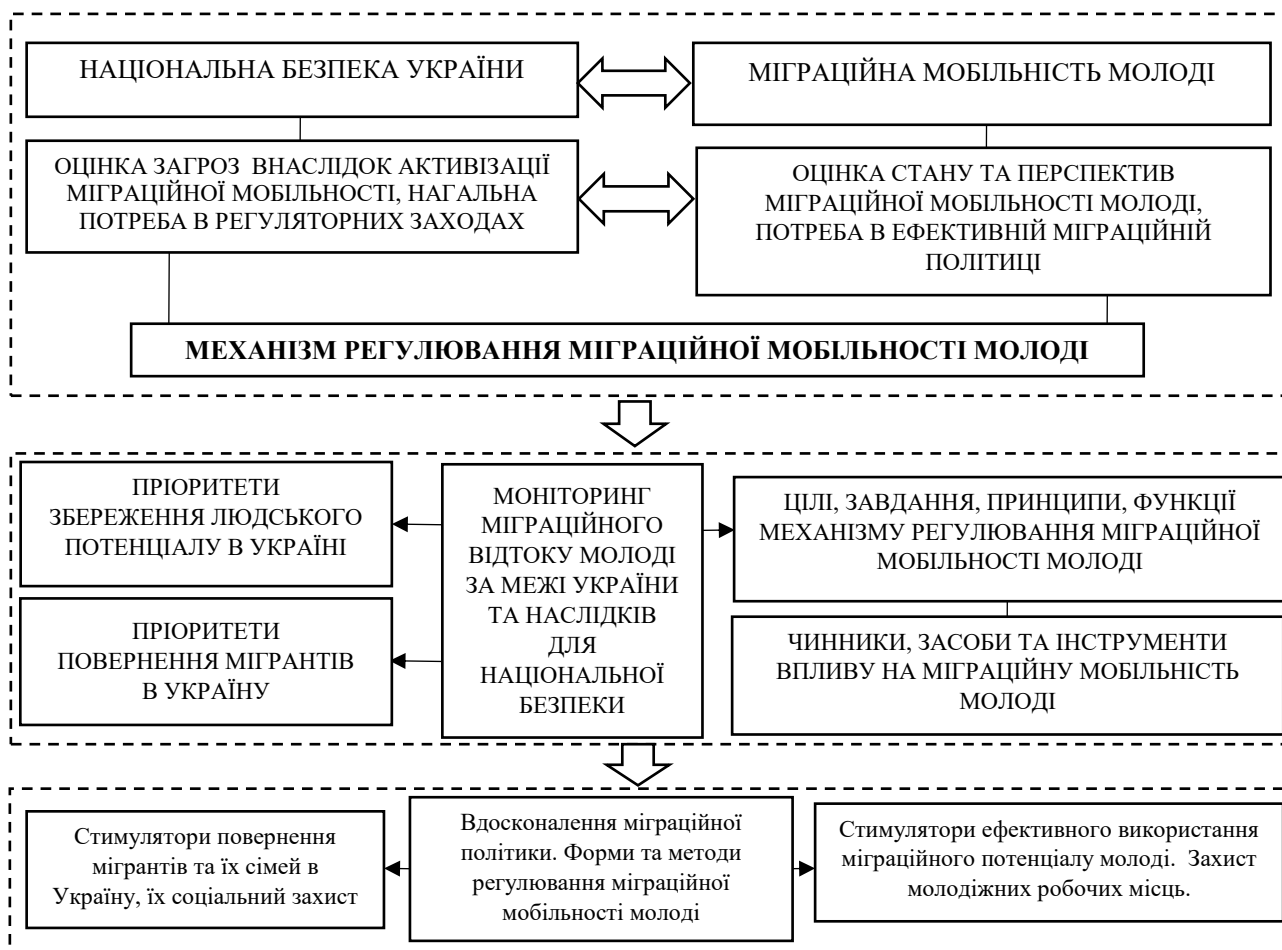 НАЦІОНАЛЬНА БЕЗПЕКА УКРАЇНИ
МІГРАЦІЙНА МОБІЛЬНІСТЬ МОЛОДІ
ОЦІНКА ЗАГРОЗ ВНАСЛІДОК АКТИВІЗАЦІЇ
МІГРАЦІЙНОЇ МОБІЛЬНОСТІ, НАГАЛЬНА
ПОТРЕБА В РЕГУЛЯТОРНИХ ЗАХОДАХ
ОЦІНКА СТАНУ ТА ПЕРСПЕКТИВ
МІГРАЦІЙНОЇ МОБІЛЬНОСТІ МОЛОДІ,
ПОТРЕБА В ЕФЕКТИВНІЙ МІГРАЦІЙНІЙ
ПОЛІТИЦІ
МЕХАНІЗМ РЕГУЛЮВАННЯ МІГРАЦІЙНОЇ МОБІЛЬНОСТІ МОЛОДІ
ПРІОРИТЕТИ
ЗБЕРЕЖЕННЯ ЛЮДСЬКОГО
ПОТЕНЦІАЛУ В УКРАЇНІ
ПРІОРИТЕТИ
ПОВЕРНЕННЯ МІГРАНТІВ
В УКРАЇНУ
МОНІТОРИНГ
МІГРАЦІЙНОГО
ВІДТОКУ МОЛОДІ
ЗА МЕЖІ УКРАЇНИ
ТА НАСЛІДКІВ
ДЛЯ
НАЦІОНАЛЬНОЇ
БЕЗПЕКИ
ЦІЛІ, ЗАВДАННЯ, ПРИНЦИПИ, ФУНКЦІЇ
МЕХАНІЗМУ РЕГУЛЮВАННЯ МІГРАЦІЙНОЇ
МОБІЛЬНОСТІ МОЛОДІ
ЧИННИКИ, ЗАСОБИ ТА ІНСТРУМЕНТИ
ВПЛИВУ НА МІГРАЦІЙНУ МОБІЛЬНІСТЬ
МОЛОДІ
Стимулятори повернення
мігрантів та їх сімей в
Україну, їх соціальний захист
Вдосконалення міграційної
політики. Форми та методи
регулювання міграційної
мобільності молоді
Стимулятори ефективного використання
міграційного потенціалу молоді. Захист
молодіжних робочих місць.